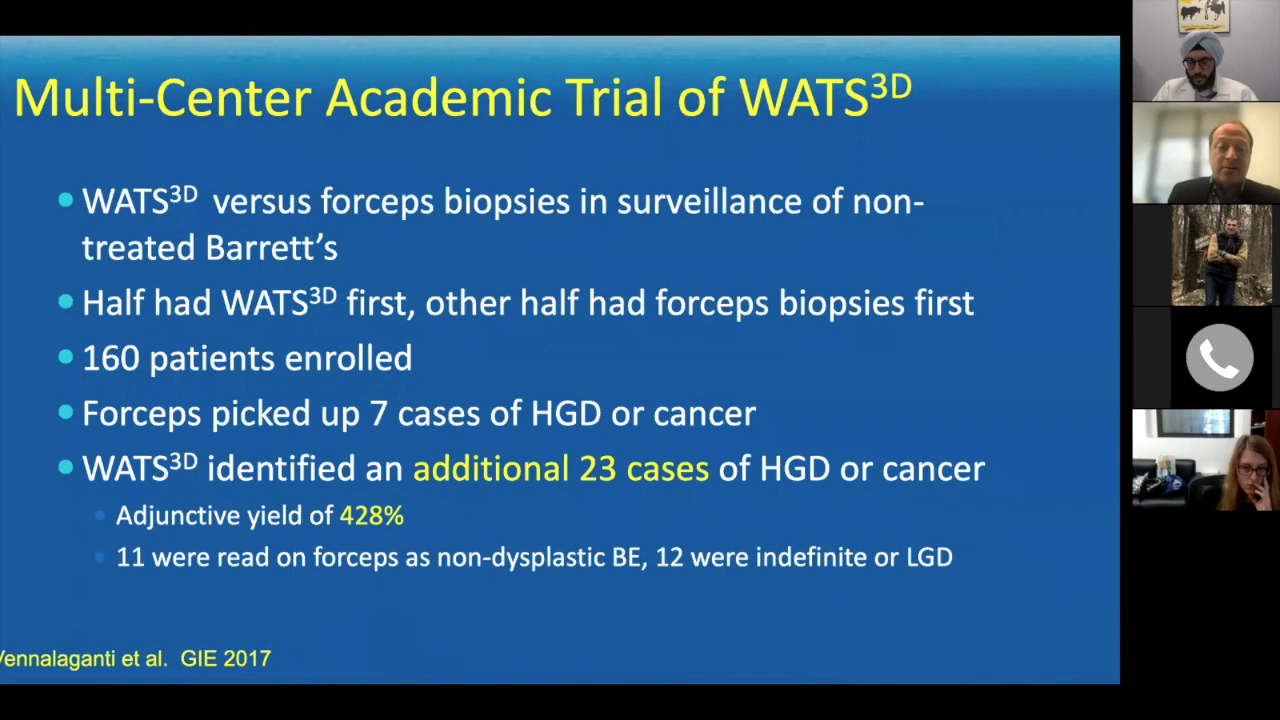 Multi-Center Academic Trial of WATS3D
WATS3D versus forceps biopsies in surveillance of non-
treated Barrett's
Half had WATS3D first, other half had forceps biopsies first
160 patients enrolled
Forceps picked up 7 cases of HGD or cancer
WATS3D identified an additional 23 cases of HGD or cancer
Adjunctive yield of 428%
11 were read on forceps as non-dysplastic BE, 12 were indefinite or LGD
Vennalaganti et al. GIE 2017